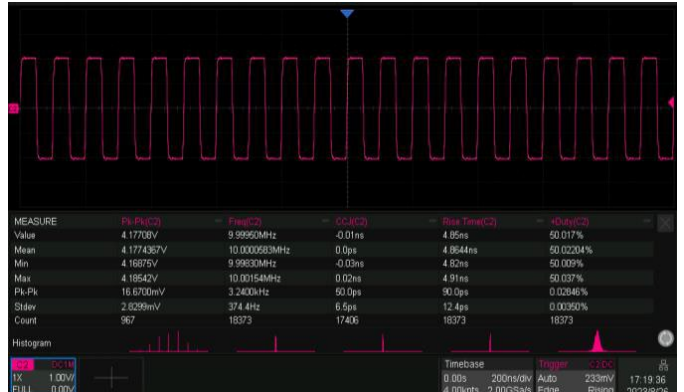 C2
MEASURE Pk-Pk(C2) Freq(C2) CCJ(C2) Rise Time(C2) +Duty(C2)
Value 4.17708V 9.99950MHz -0.01ns 4.85ns 50.017%
Mean 4.1774367V 10.0000583MHz 0.0ps 4.8644ns 50.02204%
Min 4.16875V 9.99830MHz -0.03ns 4.82ns 50.009%
Max 4.18542V 10.00154MHz 0.02ns 4.91ns 50.037%
Pk-Pk 16.6700mV 3.2400kHz 50.0ps 90.0ps 0.02846%
Stdev 2.8299mV 374.4Hz 6.5ps 12.4ps 0.00350%
Count 967 18373 17406 18373 18373
Histogram
C2 DC1M Timebase Trigger C2 DC
1X 1.00V/ 0.00s 200ns/div Auto 233mV 17:19:36
FULL 0.00V 4.00kpts 2.00GSa/s Edge Rising 2023/8/26